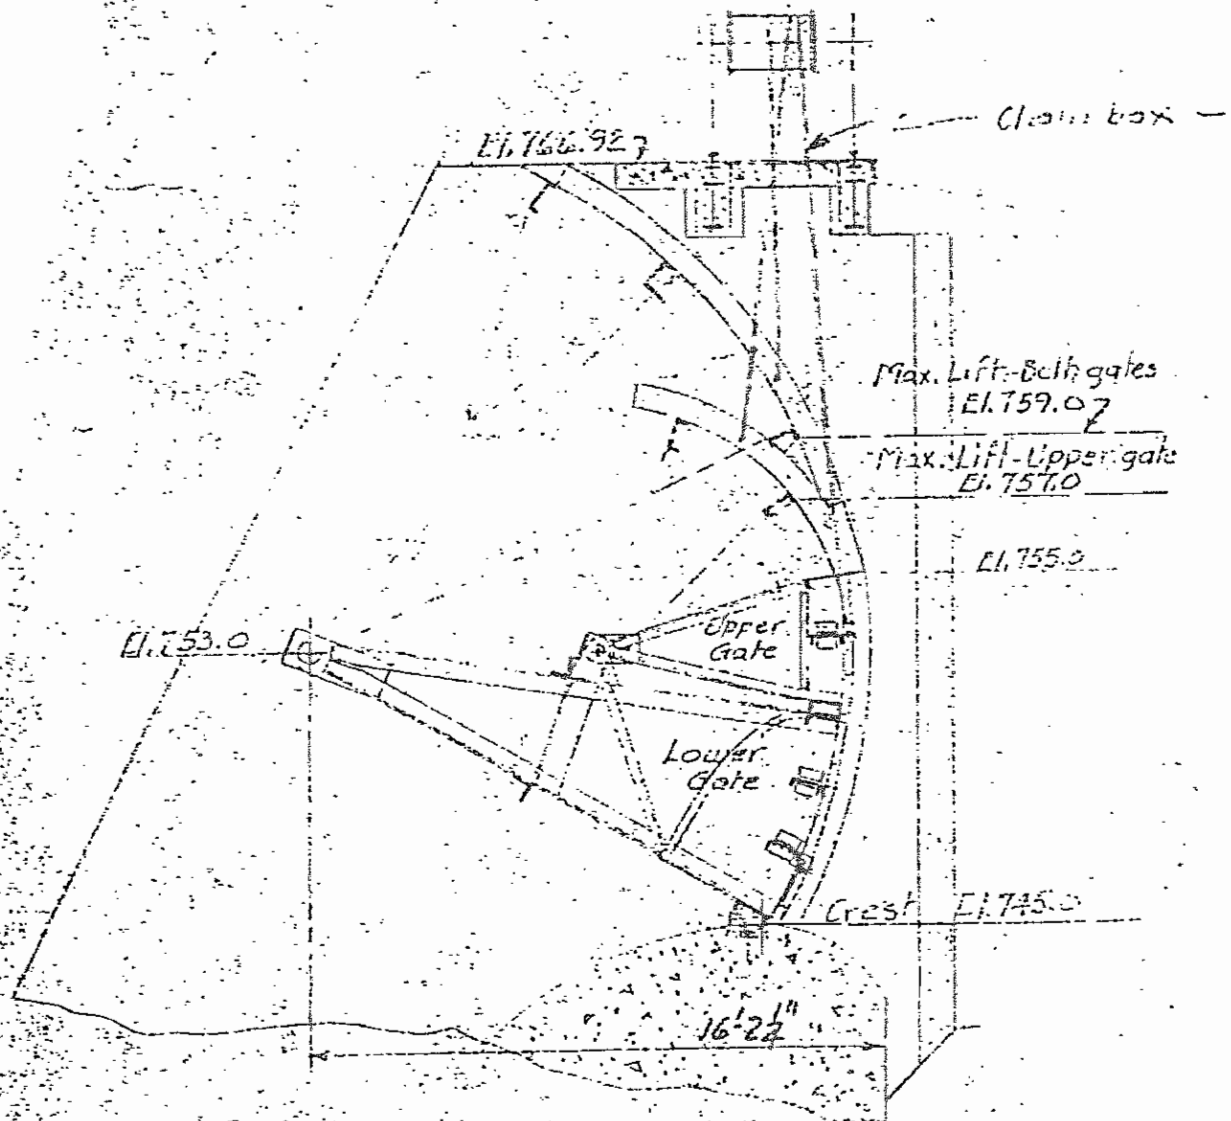 Chain box
El. 766.92
Max. Lift-Both gates
El. 759.0
Max. Lift-Upper gate
El. 757.0
El. 755.0
Upper
Gate
El. 753.0
Lower
Gate
Crest El. 745.0
16'-2½"